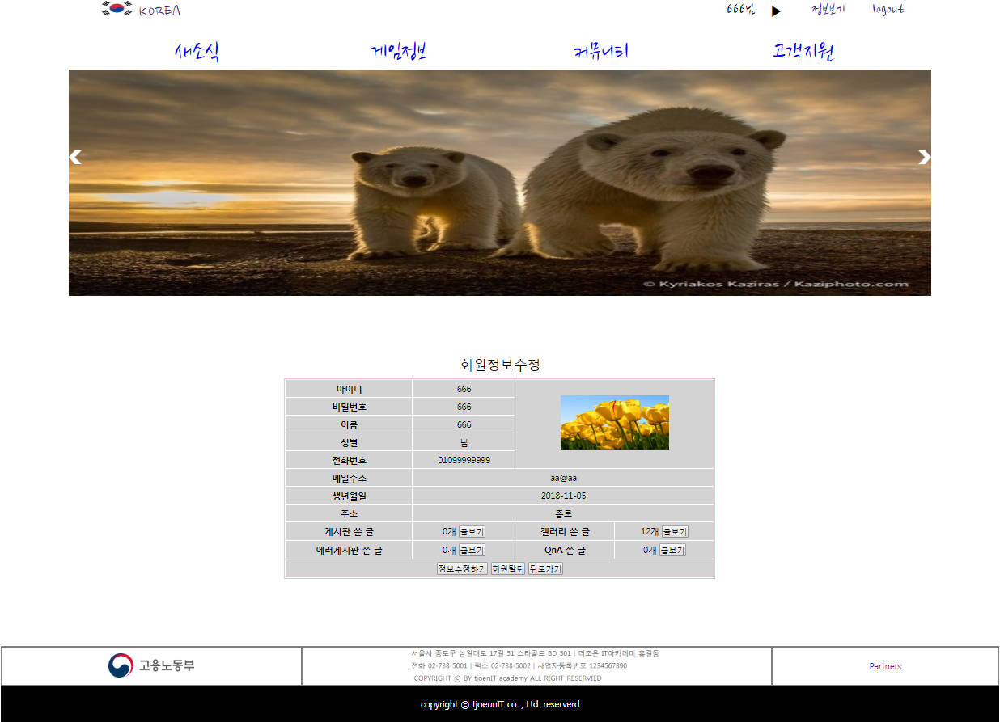 KOREA 666님 ▶ 정보보기 logout
새소식 게임정보 커뮤니티 고객지원
© Kyriakos Kaziras / Kaziphoto.com
회원정보수정
아이디 666
비밀번호 666
이름 666
성별 남
전화번호 01099999999
메일주소 aa@aa
생년월일 2018-11-05
주소 종로
게시판 쓴 글 0개 글보기 갤러리 쓴 글 12개 글보기
에러게시판 쓴 글 0개 글보기 QnA 쓴 글 0개 글보기
정보수정하기 회원탈퇴 뒤로가기
고용노동부
서울시 종로구 삼일대로 17길 51 스타골드 BD 501 | 더조은 IT아카데미 홍길동
전화 02-738-5001 | 팩스 02-738-5002 | 사업자등록번호 1234567890
COPYRIGHT ⓒ BY tjoenIT academy ALL RIGHT RESERVIED
Partners
copyright ⓒ tjoeunIT co ., Ltd. reserverd